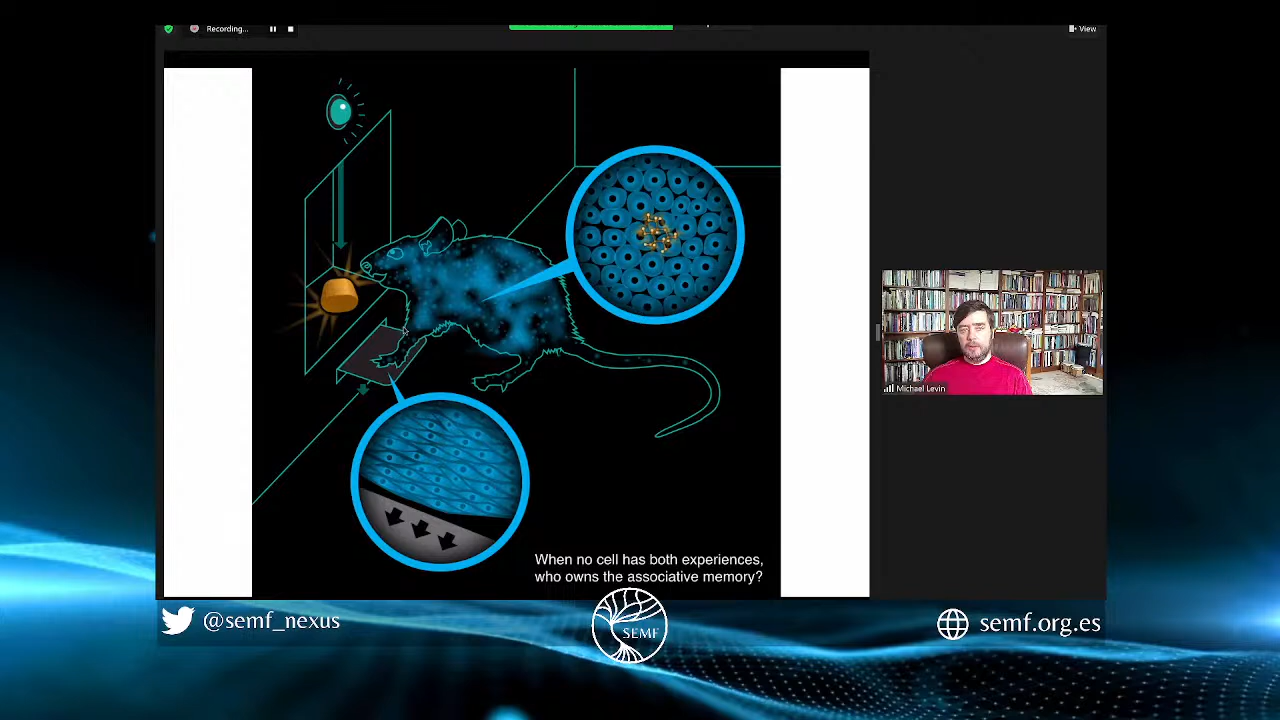 Recording...
View
Michael Levin
When no cell has both experiences,
who owns the associative memory?
@semf_nexus
SEMF
semf.org.es